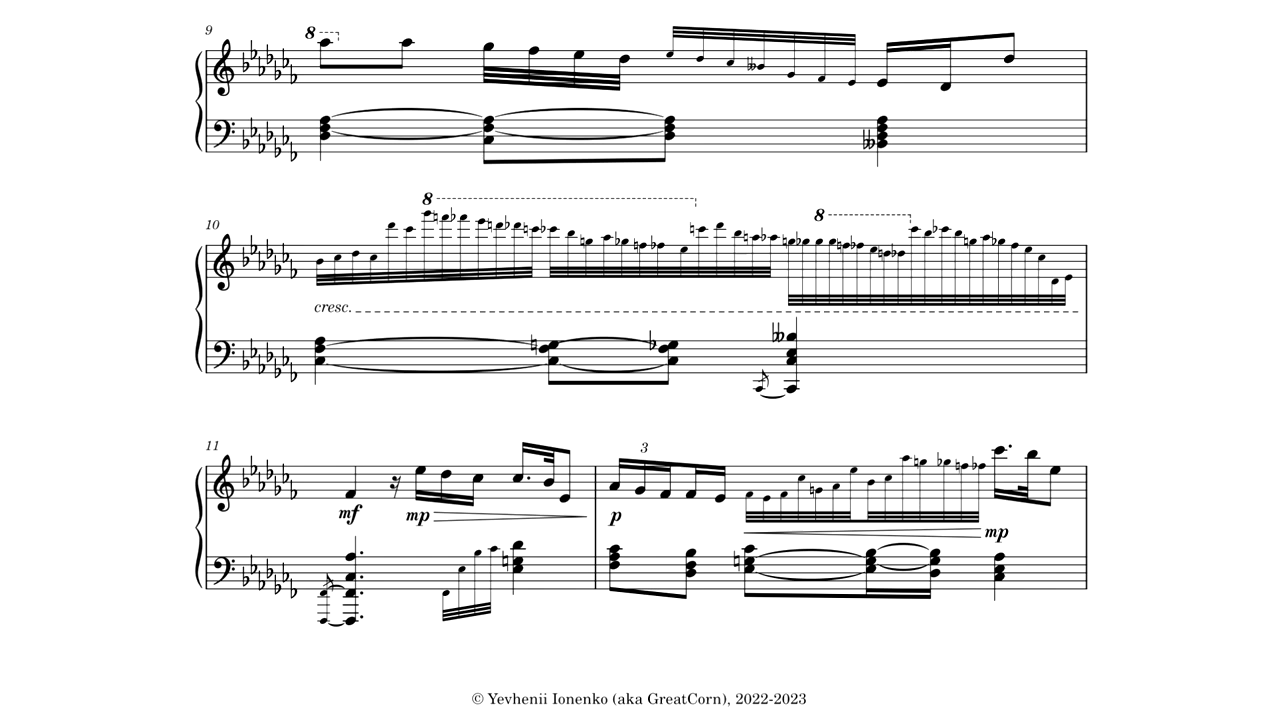 9
8
10
8
8
cresc.
11
3
mf
mp
p
mp
© Yevhenii Ionenko (aka GreatCorn), 2022-2023